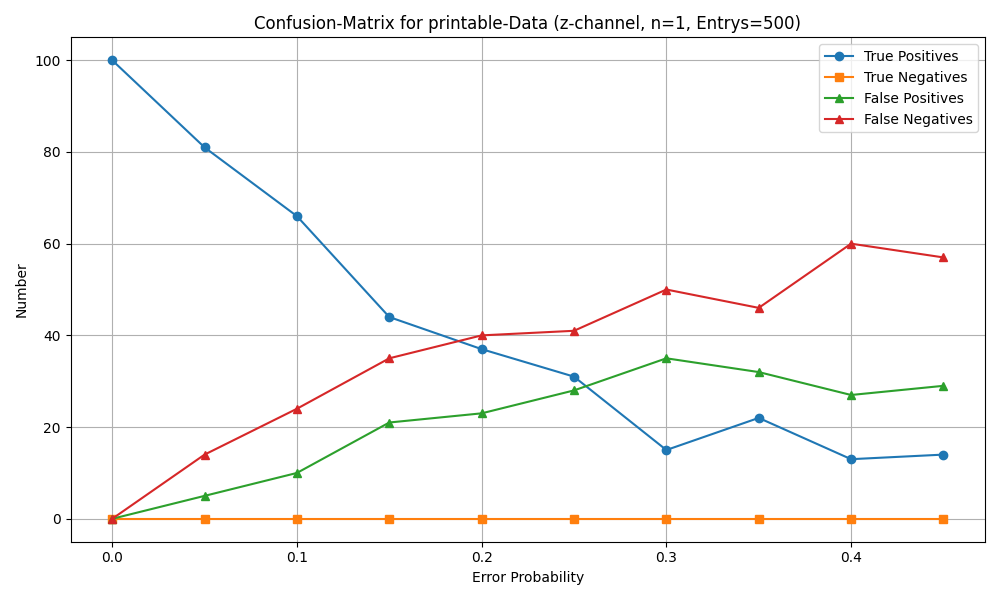 Confusion-Matrix for printable-Data (z-channel, n=1, Entrys=500)
True Positives
True Negatives
False Positives
False Negatives
Number
100
80
60
40
20
0
0.0 0.1 0.2 0.3 0.4
Error Probability